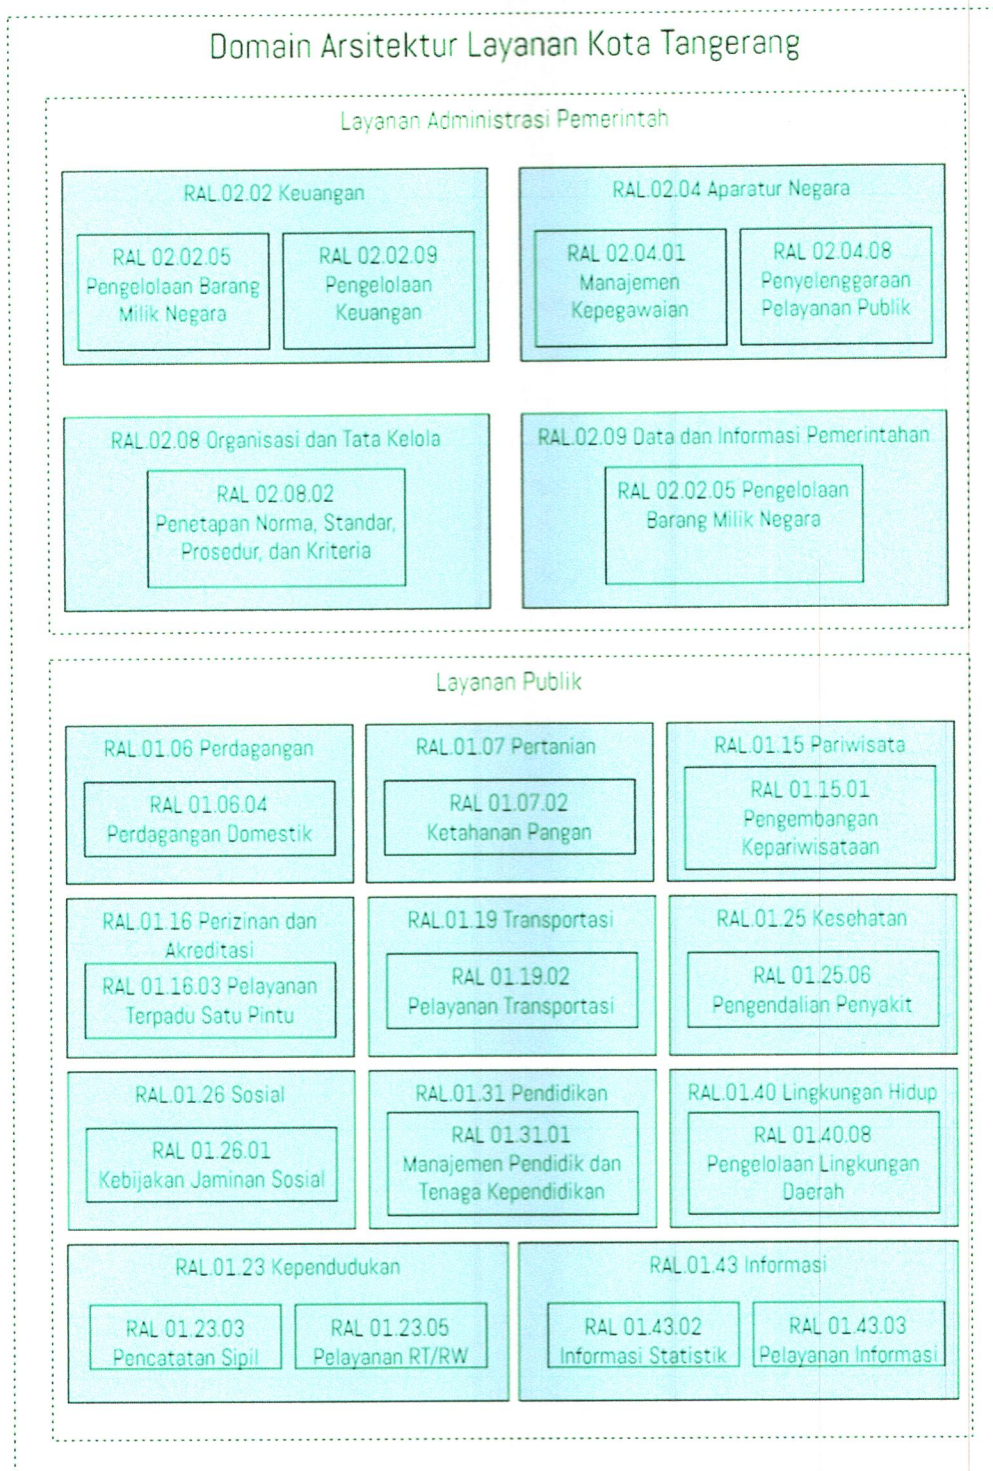 Domain Arsitektur Layanan Kota Tangerang
Layanan Administrasi Pemerintah
RAL.02.02 Keuangan
RAL 02.02.05
Pengelolaan Barang
Milik Negara
RAL 02.02.09
Pengelolaan
Keuangan
RAL.02.04 Aparatur Negara
RAL 02.04.01
Manajemen
Kepegawaian
RAL 02.04.08
Penyelenggaraan
Pelayanan Publik
RAL.02.08 Organisasi dan Tata Kelola
RAL 02.08.02
Penetapan Norma, Standar,
Prosedur, dan Kriteria
RAL.02.09 Data dan Informasi Pemerintahan
RAL 02.02.05 Pengelolaan
Barang Milik Negara
Layanan Publik
RAL.01.06 Perdagangan
RAL 01.06.04
Perdagangan Domestik
RAL.01.07 Pertanian
RAL 01.07.02
Ketahanan Pangan
RAL.01.15 Pariwisata
RAL 01.15.01
Pengembangan
Kepariwisataan
RAL.01.16 Perizinan dan
Akreditasi
RAL 01.16.03 Pelayanan
Terpadu Satu Pintu
RAL.01.19 Transportasi
RAL 01.19.02
Pelayanan Transportasi
RAL.01.25 Kesehatan
RAL 01.25.06
Pengendalian Penyakit
RAL.01.26 Sosial
RAL 01.26.01
Kebijakan Jaminan Sosial
RAL.01.31 Pendidikan
RAL 01.31.01
Manajemen Pendidik dan
Tenaga Kependidikan
RAL.01.40 Lingkungan Hidup
RAL 01.40.08
Pengelolaan Lingkungan
Daerah
RAL.01.23 Kependudukan
RAL 01.23.03
Pencatatan Sipil
RAL 01.23.05
Pelayanan RT/RW
RAL.01.43 Informasi
RAL 01.43.02
Informasi Statistik
RAL 01.43.03
Pelayanan Informasi